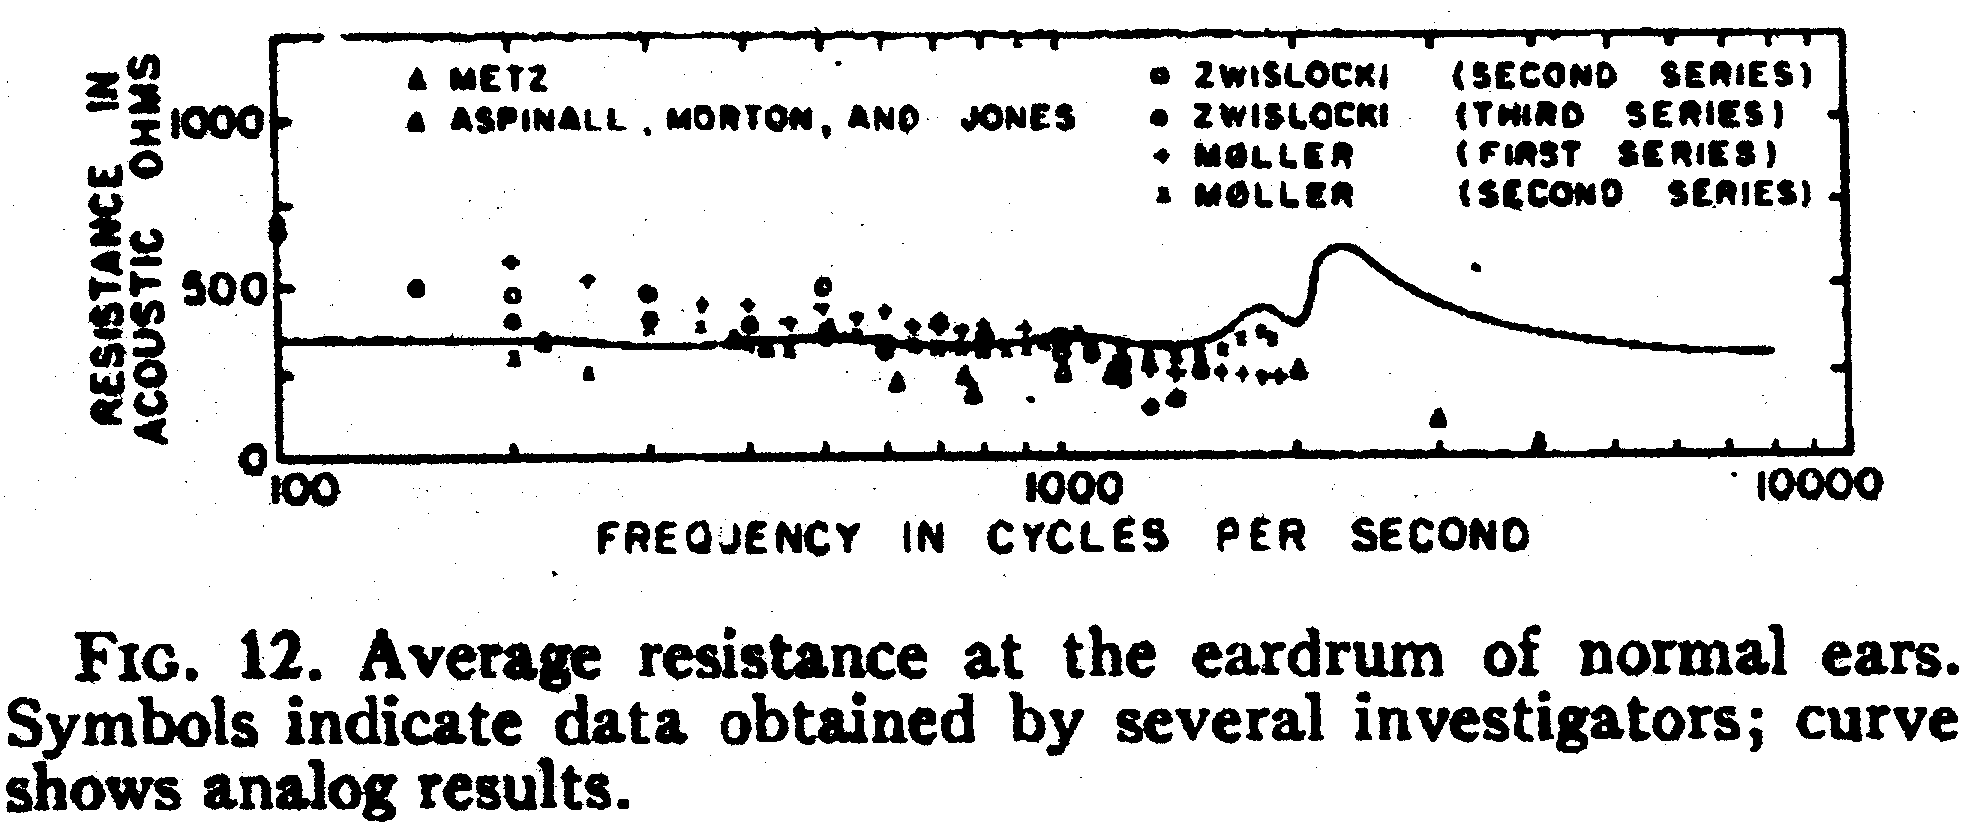 RESISTANCE IN
ACOUSTIC OHMS
1000
500
0
▲ METZ
▲ ASPINALL, MORTON, AND JONES
ZWISLOCKI (SECOND SERIES)
ZWISLOCKI (THIRD SERIES)
+ MØLLER (FIRST SERIES)
x MØLLER (SECOND SERIES)
100 1000 10000
FREQUENCY IN CYCLES PER SECOND
FIG. 12. Average resistance at the eardrum of normal ears.
Symbols indicate data obtained by several investigators; curve
shows analog results.